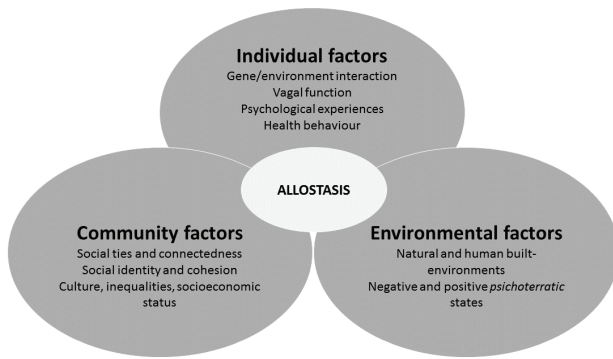 Individual factors
Gene/environment interaction
Vagal function
Psychological experiences
Health behaviour
ALLOSTASIS
Community factors
Social ties and connectedness
Social identity and cohesion
Culture, inequalities, socioeconomic
status
Environmental factors
Natural and human built-
environments
Negative and positive psichoterratic
states